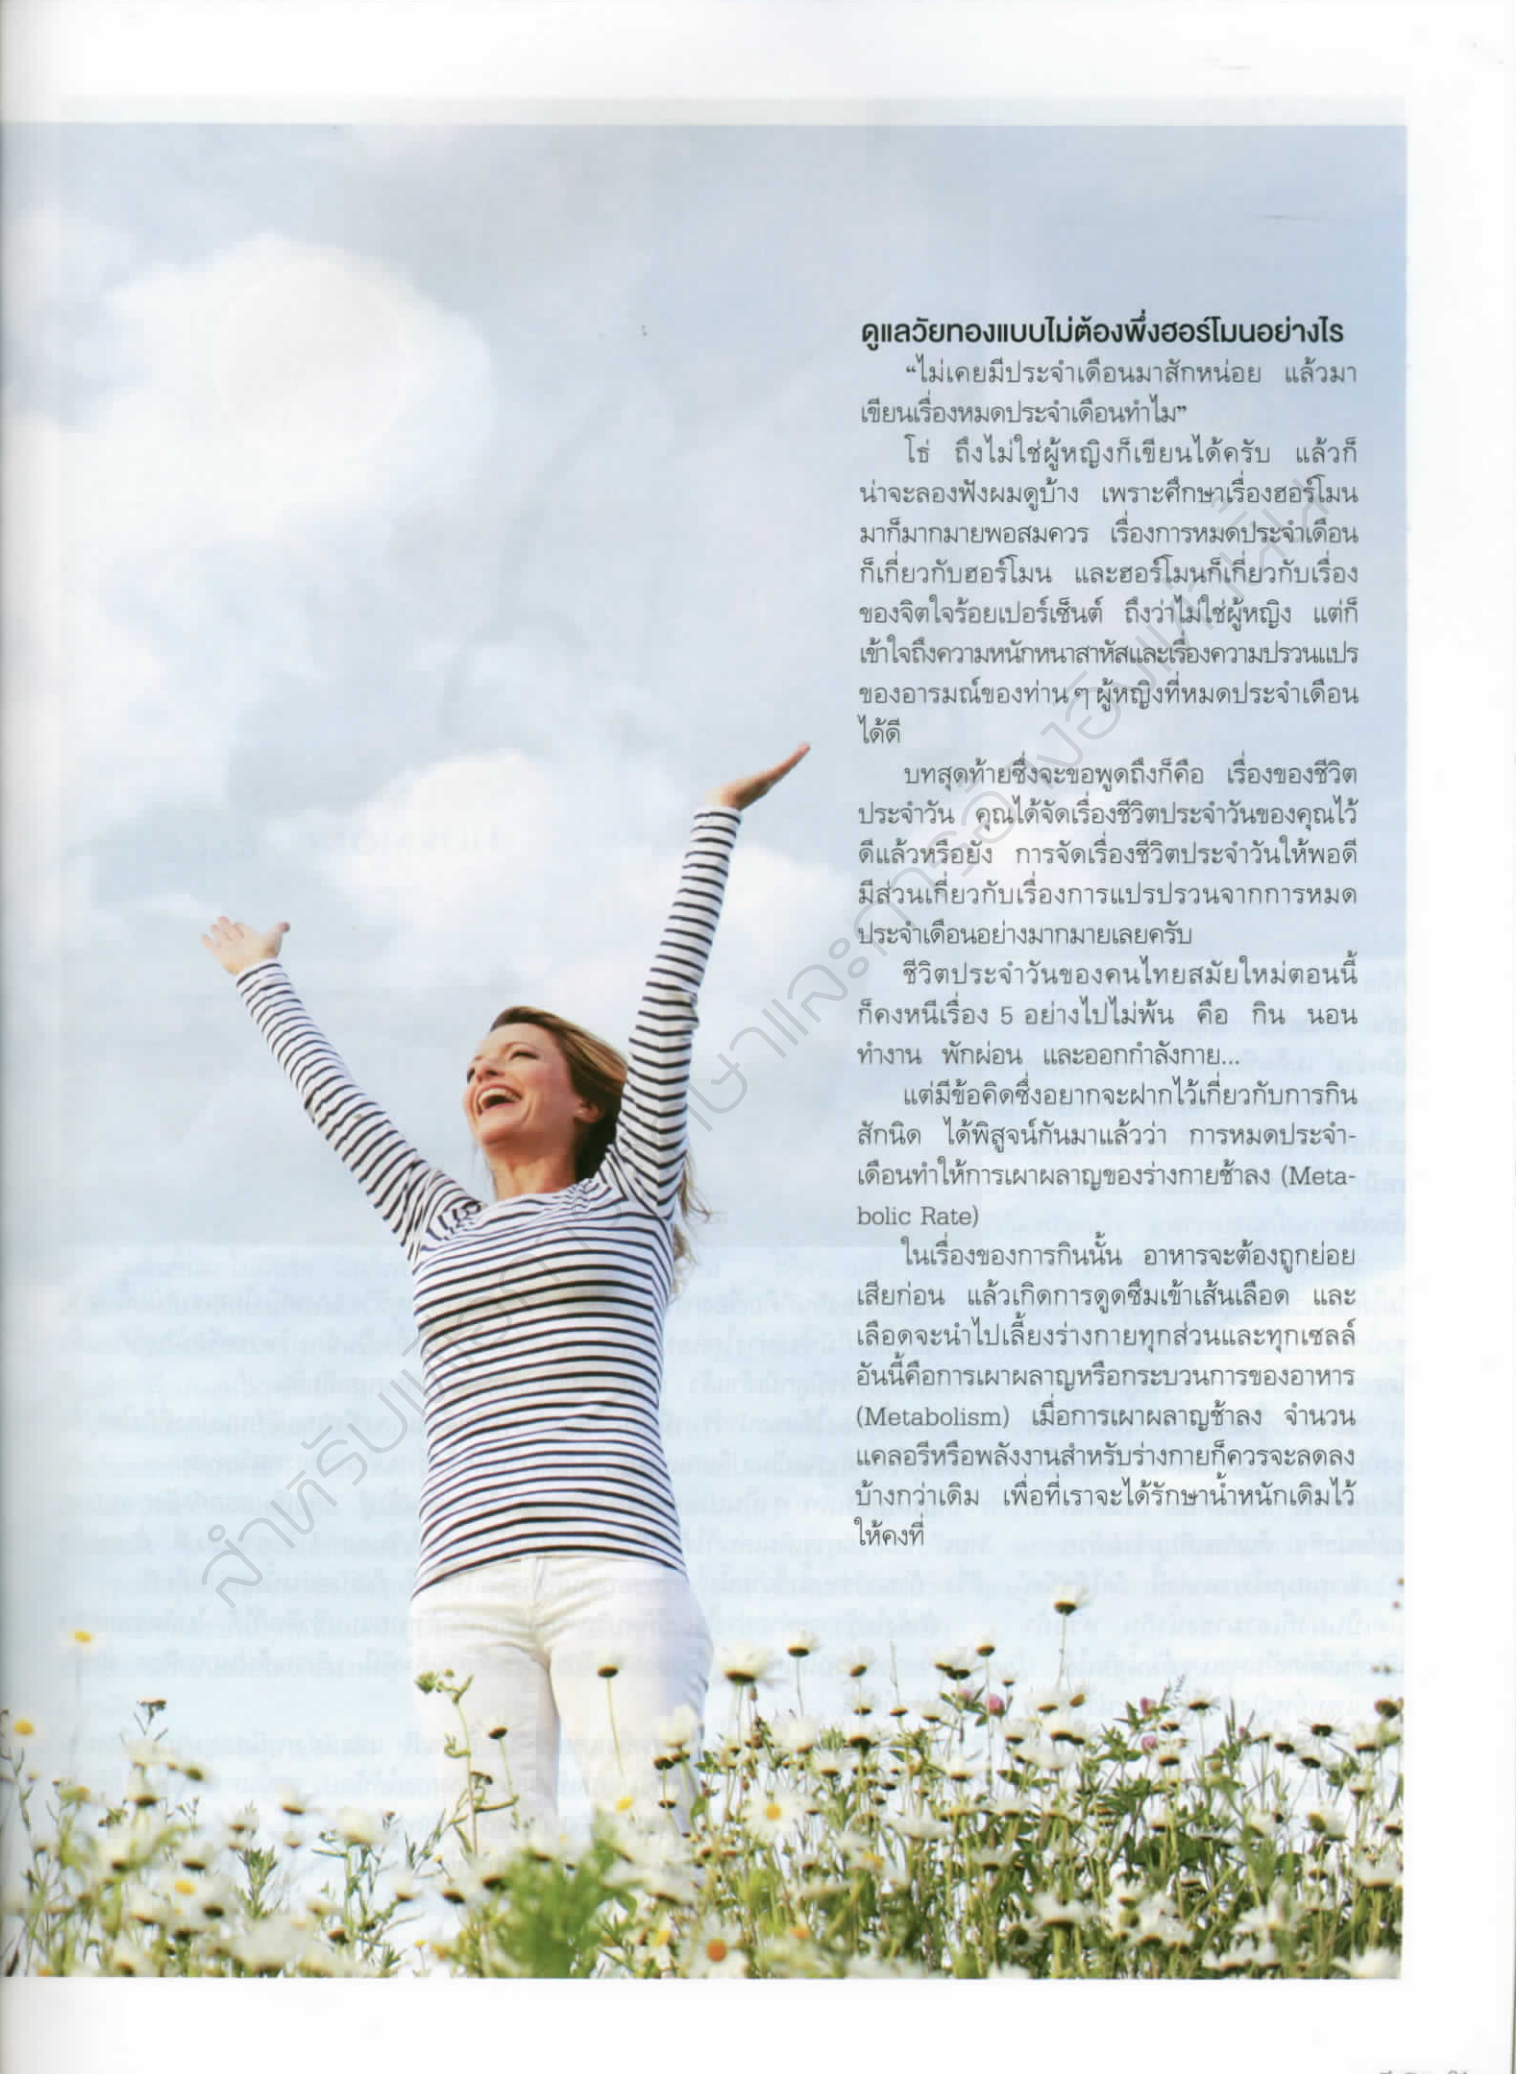 ดูแลวัยทองแบบไม่ต้องพึ่งฮอร์โมนอย่างไร
“ไม่เคยมีประจำเดือนมาสักหน่อย แล้วมา
เขียนเรื่องหมดประจำเดือนทำไม”
โธ่ ถึงไม่ใช่ผู้หญิงก็เขียนได้ครับ แล้วก็
น่าจะลองฟังผมดูบ้าง เพราะศึกษาเรื่องฮอร์โมน
มาก็มากมายพอสมควร เรื่องการหมดประจำเดือน
ก็เกี่ยวกับฮอร์โมน และฮอร์โมนก็เกี่ยวกับเรื่อง
ของจิตใจร้อยเปอร์เซ็นต์ ถึงว่าไม่ใช่ผู้หญิง แต่ก็
เข้าใจถึงความหนักหนาสาหัสและเรื่องความปรวนแปร
ของอารมณ์ของท่าน ๆ ผู้หญิงที่หมดประจำเดือน
ได้ดี
บทสุดท้ายซึ่งจะขอพูดถึงก็คือ เรื่องของชีวิต
ประจำวัน คุณได้จัดเรื่องชีวิตประจำวันของคุณไว้
ดีแล้วหรือยัง การจัดเรื่องชีวิตประจำวันให้พอดี
มีส่วนเกี่ยวกับเรื่องการแปรปรวนจากการหมด
ประจำเดือนอย่างมากมายเลยครับ
ชีวิตประจำวันของคนไทยสมัยใหม่ตอนนี้
ก็คงหนีเรื่อง 5 อย่างไปไม่พ้น คือ กิน นอน
ทำงาน พักผ่อน และออกกำลังกาย...
แต่มีข้อคิดซึ่งอยากจะฝากไว้เกี่ยวกับการกิน
สักนิด ได้พิสูจน์กันมาแล้วว่า การหมดประจำ-
เดือนทำให้การเผาผลาญของร่างกายช้าลง (Meta-
bolic Rate)
ในเรื่องของการกินนั้น อาหารจะต้องถูกย่อย
เสียก่อน แล้วเกิดการดูดซึมเข้าเส้นเลือด และ
เลือดจะนำไปเลี้ยงร่างกายทุกส่วนและทุกเซลล์
อันนี้คือการเผาผลาญหรือกระบวนการของอาหาร
(Metabolism) เมื่อการเผาผลาญช้าลง จำนวน
แคลอรีหรือพลังงานสำหรับร่างกายก็ควรจะลดลง
บ้างกว่าเดิม เพื่อที่เราจะได้รักษาน้ำหนักเดิมไว้
ให้คงที่